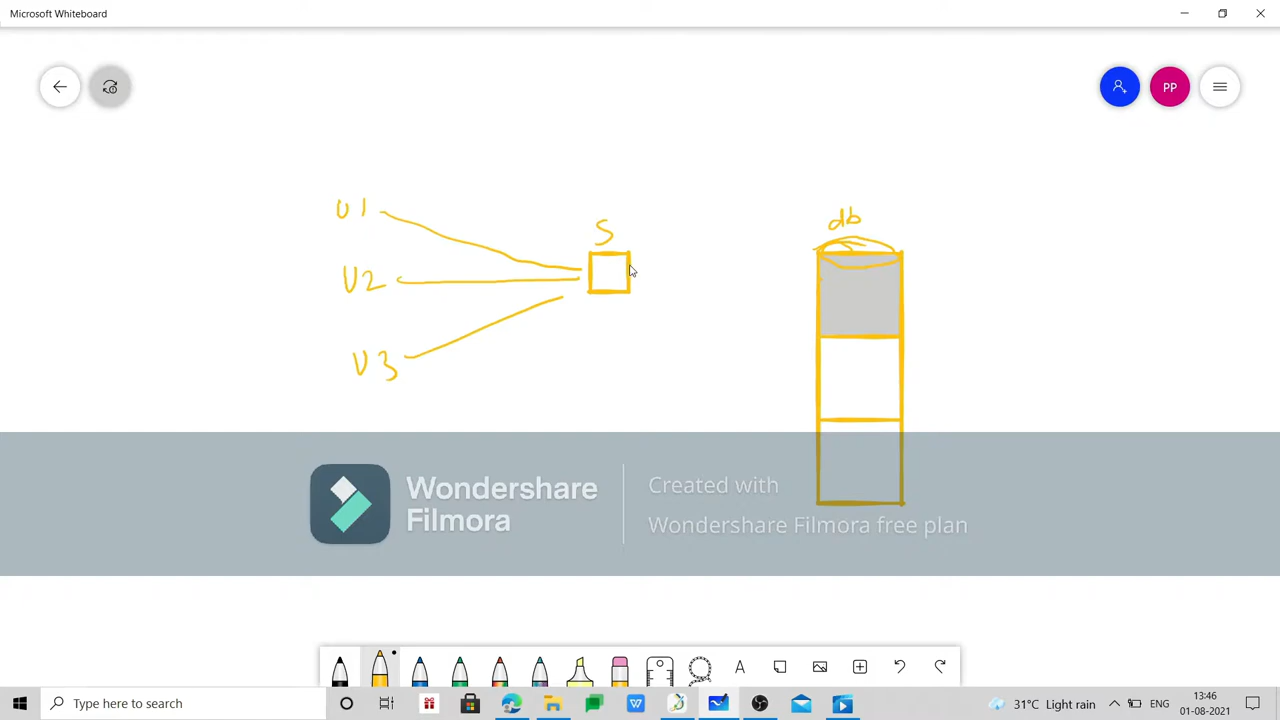 Microsoft Whiteboard
PP
U1
S
db
U2
U3
Wondershare
Filmora
Created with
Wondershare Filmora free plan
A
Type here to search
31°C Light rain
ENG
13:46
01-08-2021